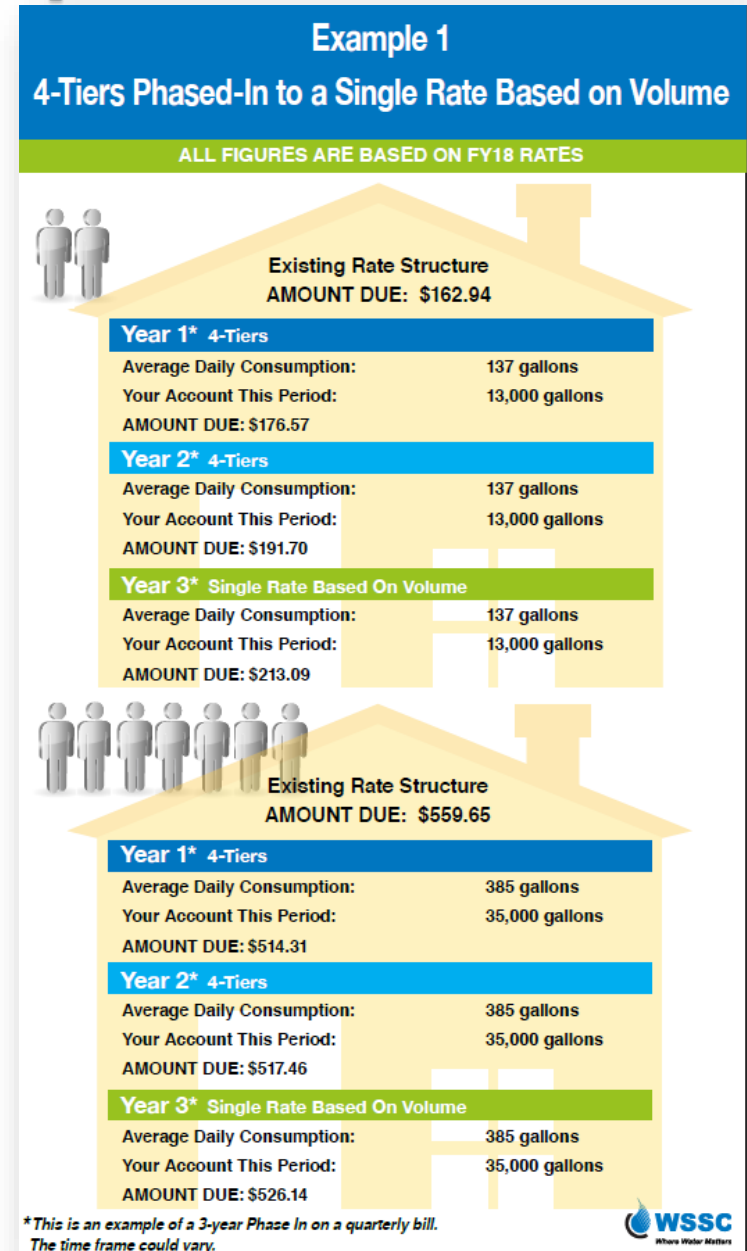 Example 1
4-Tiers Phased-In to a Single Rate Based on Volume
ALL FIGURES ARE BASED ON FY18 RATES
Existing Rate Structure
AMOUNT DUE: $162.94
Year 1* 4-Tiers
Average Daily Consumption: 137 gallons
Your Account This Period: 13,000 gallons
AMOUNT DUE: $176.57
Year 2* 4-Tiers
Average Daily Consumption: 137 gallons
Your Account This Period: 13,000 gallons
AMOUNT DUE: $191.70
Year 3* Single Rate Based On Volume
Average Daily Consumption: 137 gallons
Your Account This Period: 13,000 gallons
AMOUNT DUE: $213.09
Existing Rate Structure
AMOUNT DUE: $559.65
Year 1* 4-Tiers
Average Daily Consumption: 385 gallons
Your Account This Period: 35,000 gallons
AMOUNT DUE: $514.31
Year 2* 4-Tiers
Average Daily Consumption: 385 gallons
Your Account This Period: 35,000 gallons
AMOUNT DUE: $517.46
Year 3* Single Rate Based On Volume
Average Daily Consumption: 385 gallons
Your Account This Period: 35,000 gallons
AMOUNT DUE: $526.14
*This is an example of a 3-year Phase In on a quarterly bill.
The time frame could vary.
WSSC
Where Water Matters